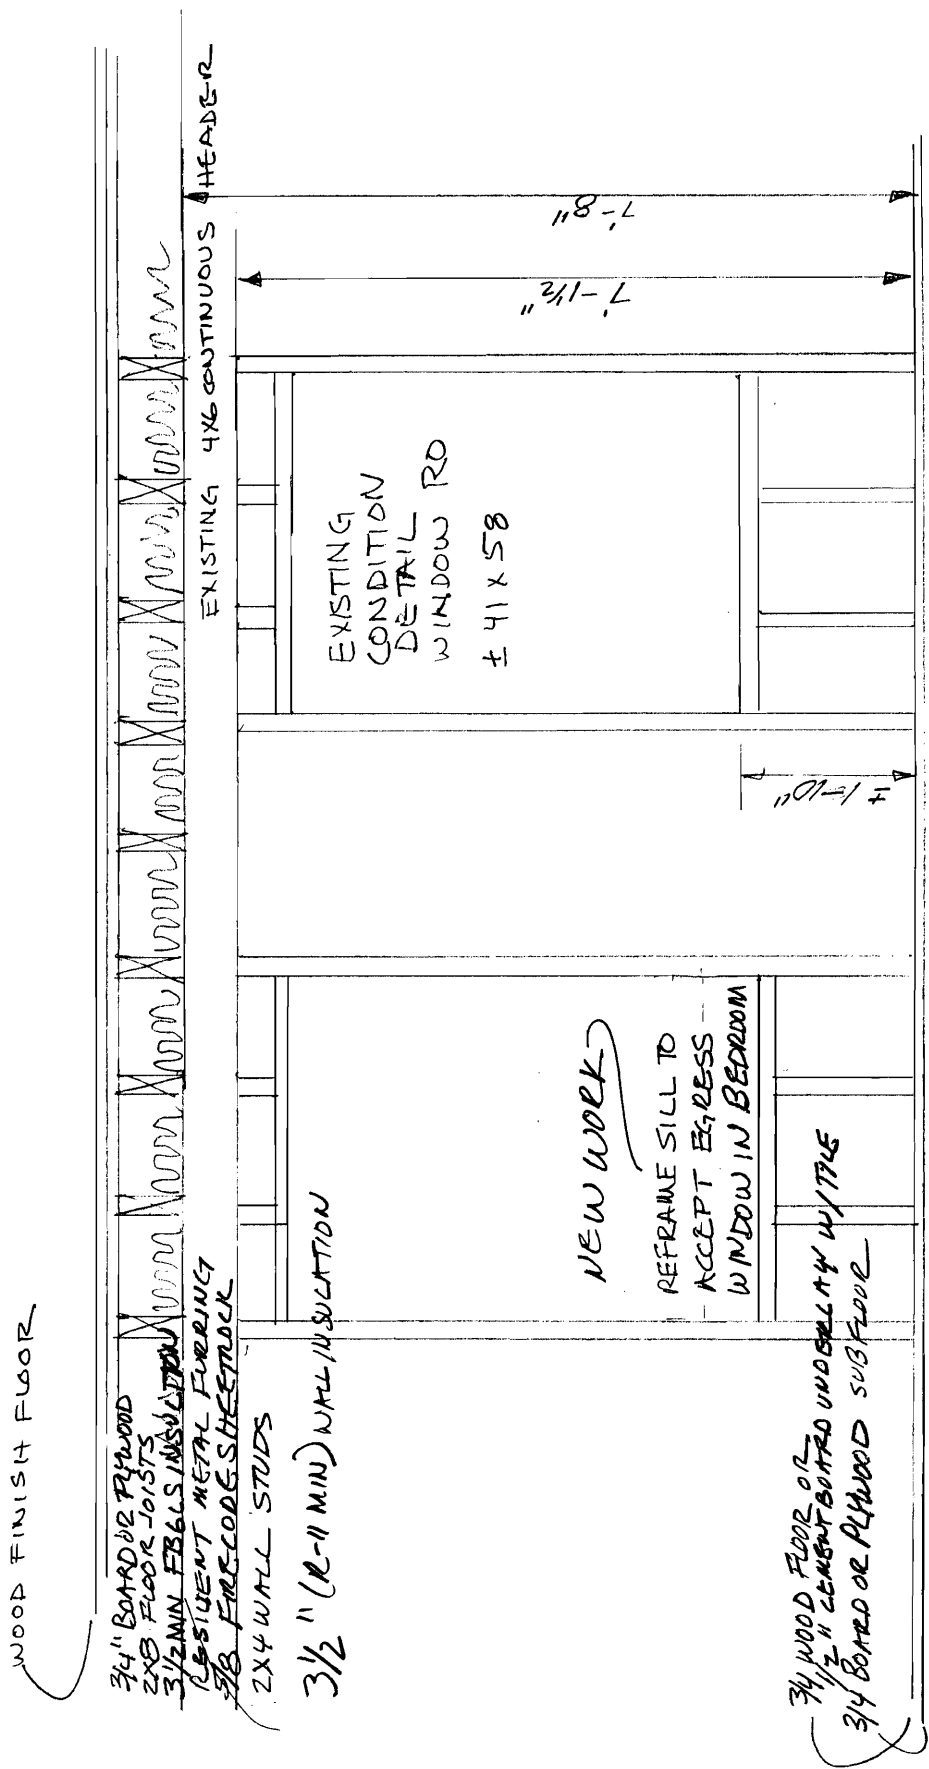 WOOD FINISH FLOOR
3/4" BOARD OR PLYWOOD
2X8 FLOOR JOISTS
3 1/2 MIN FBGLS INSULATION
RESILIENT METAL FURRING
5/8 FIRECODE SHEETROCK
2X4 WALL STUDS
3 1/2" (R-11 MIN) WALL INSULATION
EXISTING 4X6 CONTINUOUS HEADER
EXISTING
CONDITION
DETAIL
WINDOW RO
± 41 X 58
7'-1 1/2"
7'-8"
± 1-10"
NEW WORK
REFRAME SILL TO
ACCEPT EGRESS
WINDOW IN BEDROOM
3/4 WOOD FLOOR OR
1/2" CEMENTBOARD UNDERLAY W/TILE
3/4 BOARD OR PLYWOOD SUBFLOOR